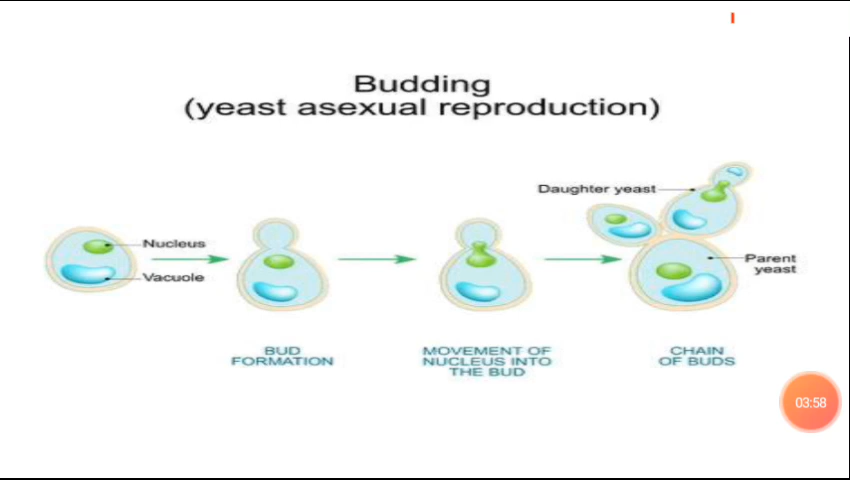 Budding
(yeast asexual reproduction)
Daughter yeast
Nucleus
Vacuole
Parent
yeast
BUD
FORMATION
MOVEMENT OF
NUCLEUS INTO
THE BUD
CHAIN
OF BUDS
03:58